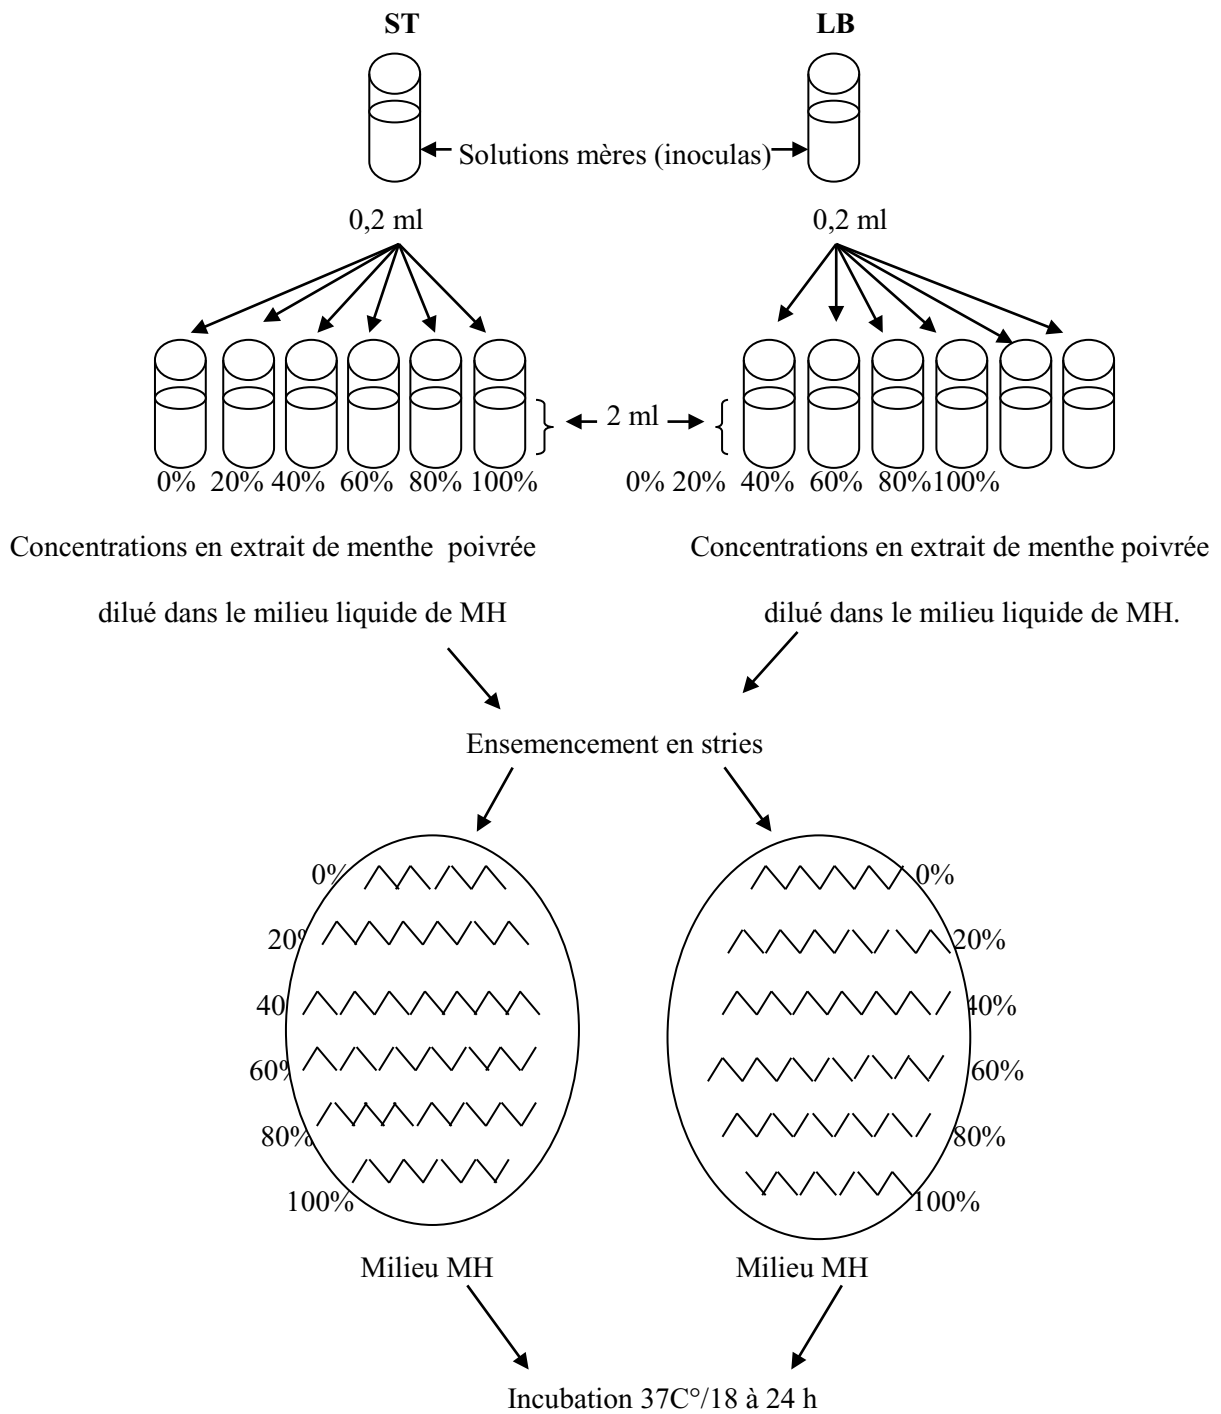 ST LB
Solutions mères (inoculas)
0,2 ml 0,2 ml
2 ml
0% 20% 40% 60% 80% 100% 0% 20% 40% 60% 80%100%
Concentrations en extrait de menthe poivrée Concentrations en extrait de menthe poivrée
dilué dans le milieu liquide de MH dilué dans le milieu liquide de MH.
Ensemencement en stries
0% 0%
20% 20%
40 40%
60% 60%
80% 80%
100% 100%
Milieu MH Milieu MH
Incubation 37C°/18 à 24 h